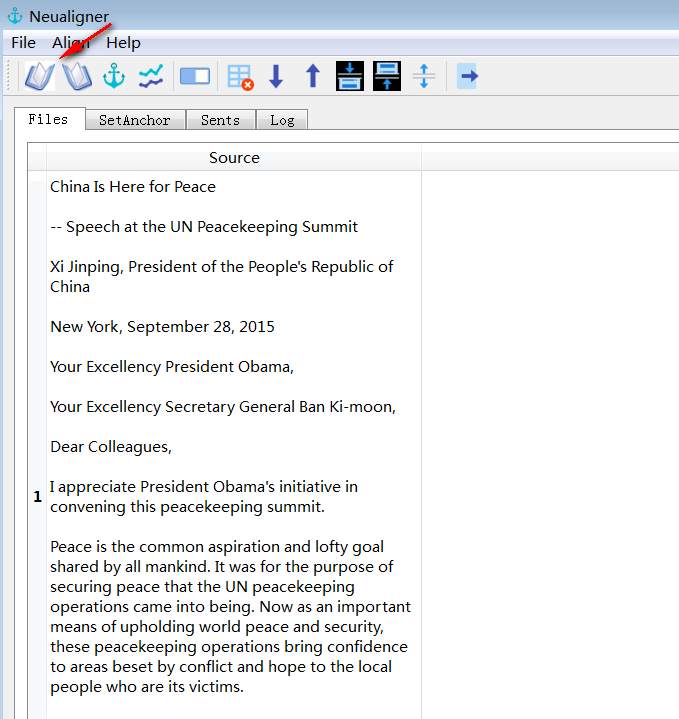 Neualigner
File Align Help
Files SetAnchor Sents Log
Source
China Is Here for Peace
-- Speech at the UN Peacekeeping Summit
Xi Jinping, President of the People's Republic of
China
New York, September 28, 2015
Your Excellency President Obama,
Your Excellency Secretary General Ban Ki-moon,
Dear Colleagues,
1 I appreciate President Obama's initiative in
convening this peacekeeping summit.
Peace is the common aspiration and lofty goal
shared by all mankind. It was for the purpose of
securing peace that the UN peacekeeping
operations came into being. Now as an important
means of upholding world peace and security,
these peacekeeping operations bring confidence
to areas beset by conflict and hope to the local
people who are its victims.